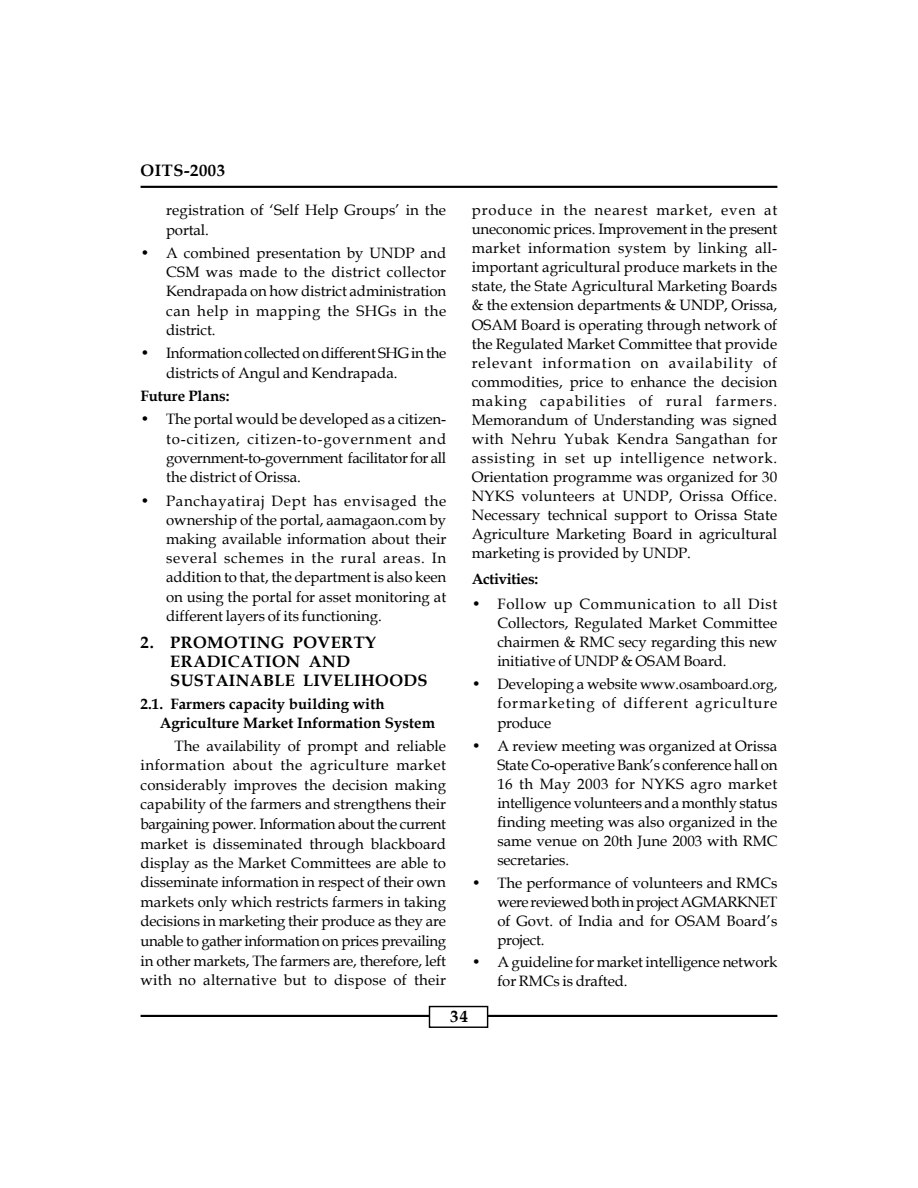 OITS-2003
registration of ‘Self Help Groups’ in the
portal.
• A combined presentation by UNDP and
CSM was made to the district collector
Kendrapada on how district administration
can help in mapping the SHGs in the
district.
• Information collected on different SHG in the
districts of Angul and Kendrapada.
Future Plans:
• The portal would be developed as a citizen-
to-citizen, citizen-to-government and
government-to-government facilitator for all
the district of Orissa.
• Panchayatiraj Dept has envisaged the
ownership of the portal, aamagaon.com by
making available information about their
several schemes in the rural areas. In
addition to that, the department is also keen
on using the portal for asset monitoring at
different layers of its functioning.
2. PROMOTING POVERTY
ERADICATION AND
SUSTAINABLE LIVELIHOODS
2.1. Farmers capacity building with
Agriculture Market Information System
The availability of prompt and reliable
information about the agriculture market
considerably improves the decision making
capability of the farmers and strengthens their
bargaining power. Information about the current
market is disseminated through blackboard
display as the Market Committees are able to
disseminate information in respect of their own
markets only which restricts farmers in taking
decisions in marketing their produce as they are
unable to gather information on prices prevailing
in other markets, The farmers are, therefore, left
with no alternative but to dispose of their
produce in the nearest market, even at
uneconomic prices. Improvement in the present
market information system by linking all-
important agricultural produce markets in the
state, the State Agricultural Marketing Boards
& the extension departments & UNDP, Orissa,
OSAM Board is operating through network of
the Regulated Market Committee that provide
relevant information on availability of
commodities, price to enhance the decision
making capabilities of rural farmers.
Memorandum of Understanding was signed
with Nehru Yubak Kendra Sangathan for
assisting in set up intelligence network.
Orientation programme was organized for 30
NYKS volunteers at UNDP, Orissa Office.
Necessary technical support to Orissa State
Agriculture Marketing Board in agricultural
marketing is provided by UNDP.
Activities:
• Follow up Communication to all Dist
Collectors, Regulated Market Committee
chairmen & RMC secy regarding this new
initiative of UNDP & OSAM Board.
• Developing a website www.osamboard.org,
formarketing of different agriculture
produce
• A review meeting was organized at Orissa
State Co-operative Bank’s conference hall on
16 th May 2003 for NYKS agro market
intelligence volunteers and a monthly status
finding meeting was also organized in the
same venue on 20th June 2003 with RMC
secretaries.
• The performance of volunteers and RMCs
were reviewed both in project AGMARKNET
of Govt. of India and for OSAM Board’s
project.
• A guideline for market intelligence network
for RMCs is drafted.
34